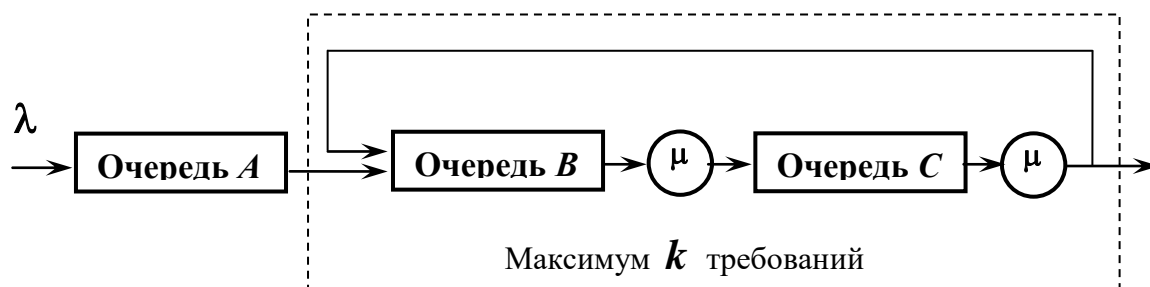 λ
Очередь A
Очередь B
μ
Очередь C
μ
Максимум k требований